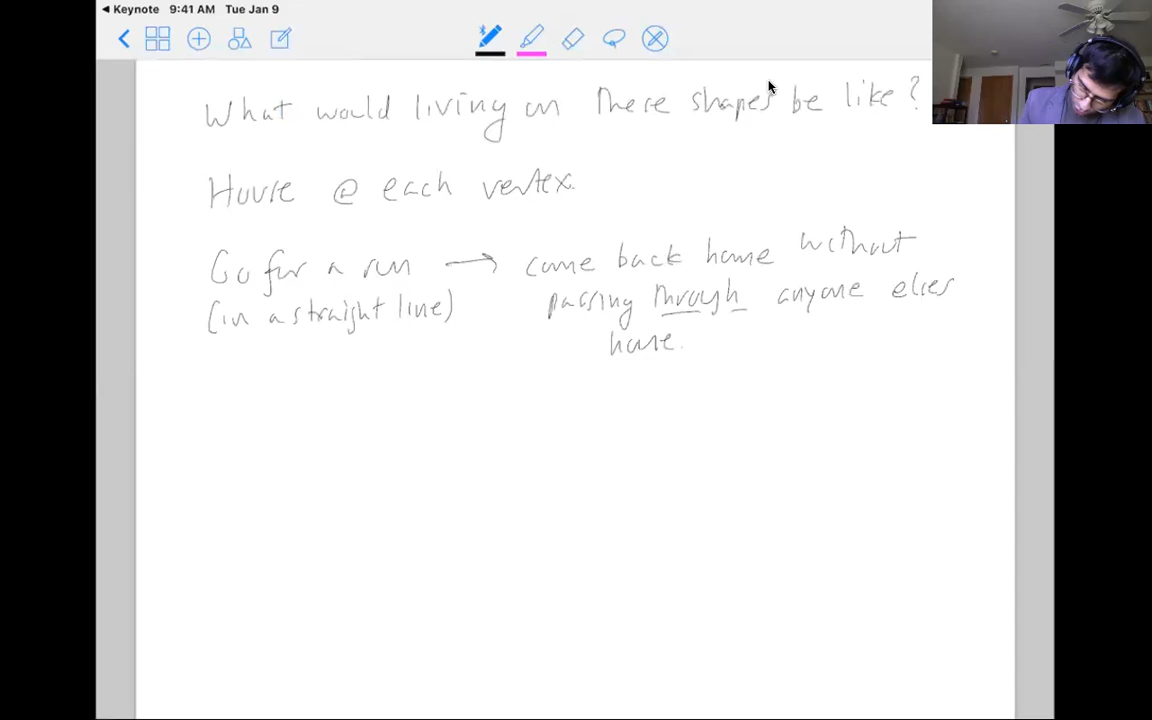 Keynote 9:41 AM Tue Jan 9
What would living on these shapes be like?
House @ each vertex.
Go for a run → come back home without
(in a straight line) passing through anyone elses
house.